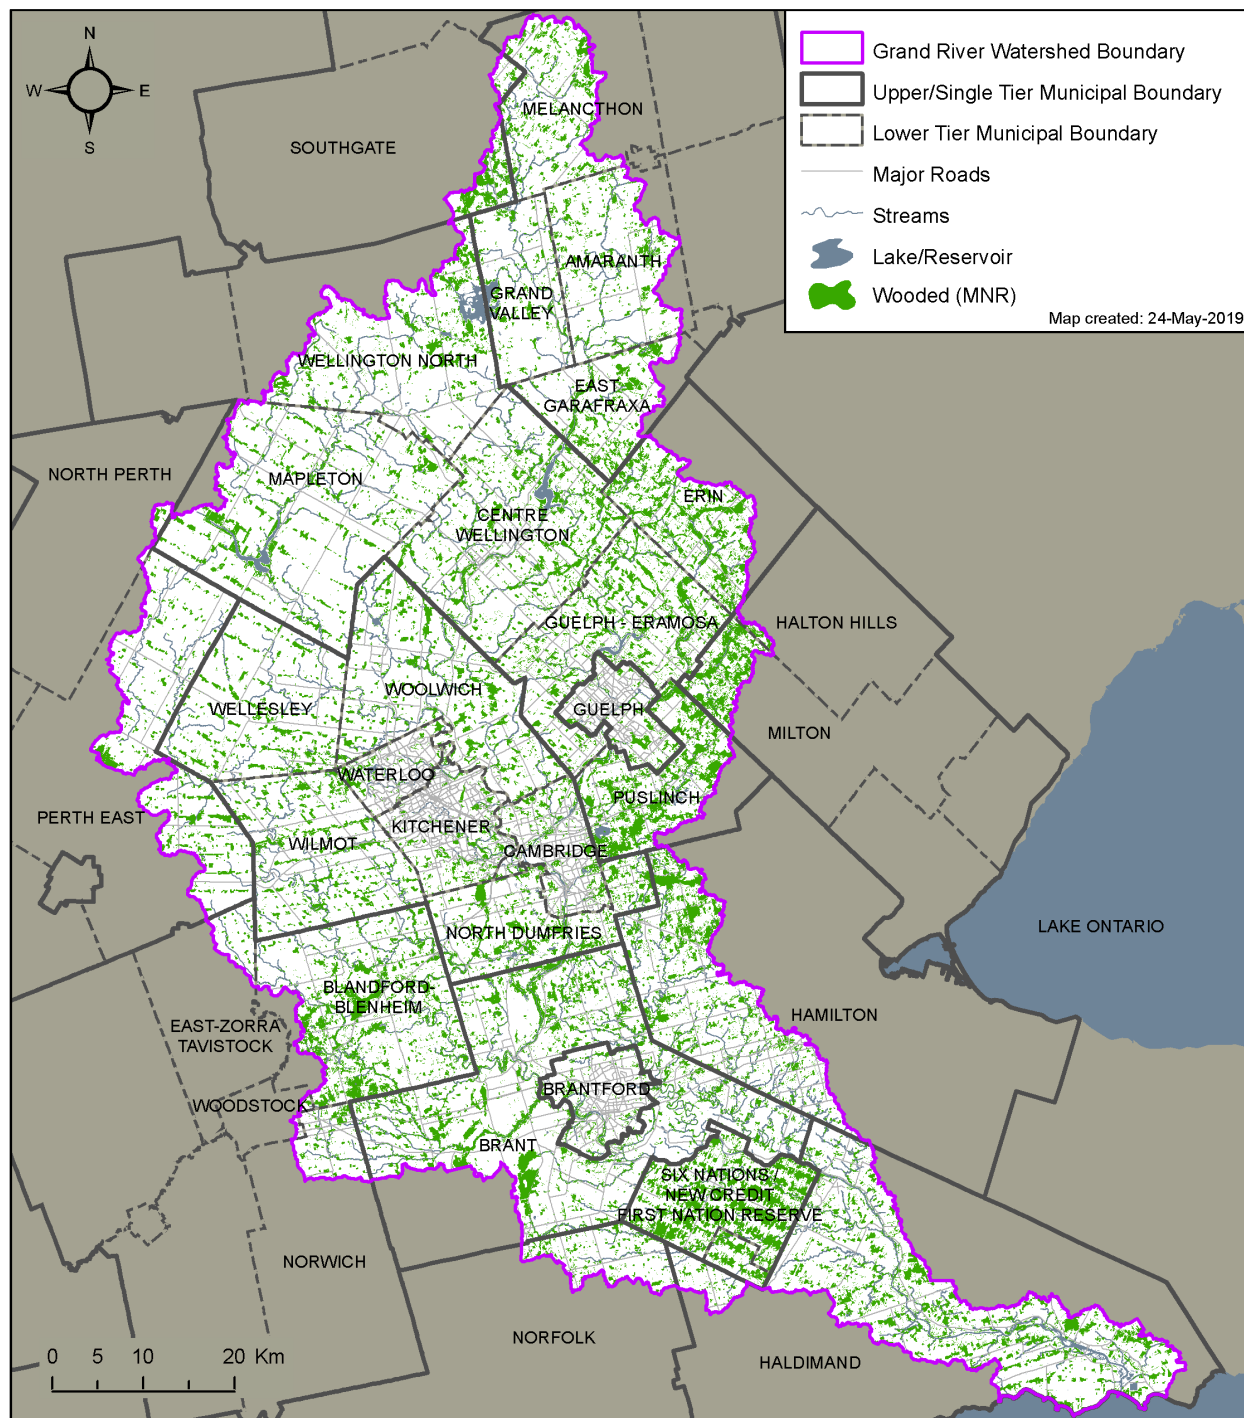 N
W
E
S
Grand River Watershed Boundary
Upper/Single Tier Municipal Boundary
Lower Tier Municipal Boundary
Major Roads
Streams
Lake/Reservoir
Wooded (MNR)
Map created: 24-May-2019
MELANCTHON
SOUTHGATE
AMARANTH
GRAND
VALLEY
WELLINGTON NORTH
EAST
GARAFRAXA
NORTH PERTH
MAPLETON
ERIN
CENTRE
WELLINGTON
GUELPH - ERAMOSA
HALTON HILLS
WOOLWICH
WELLESLEY
GUELPH
MILTON
WATERLOO
PUSLINCH
PERTH EAST
KITCHENER
WILMOT
CAMBRIDGE
NORTH DUMFRIES
LAKE ONTARIO
BLANDFORD-
BLENHEIM
HAMILTON
EAST-ZORRA
TAVISTOCK
BRANTFORD
WOODSTOCK
BRANT
SIX NATIONS /
NEW CREDIT
FIRST NATION RESERVE
NORWICH
NORFOLK
HALDIMAND
0 5 10 20 Km